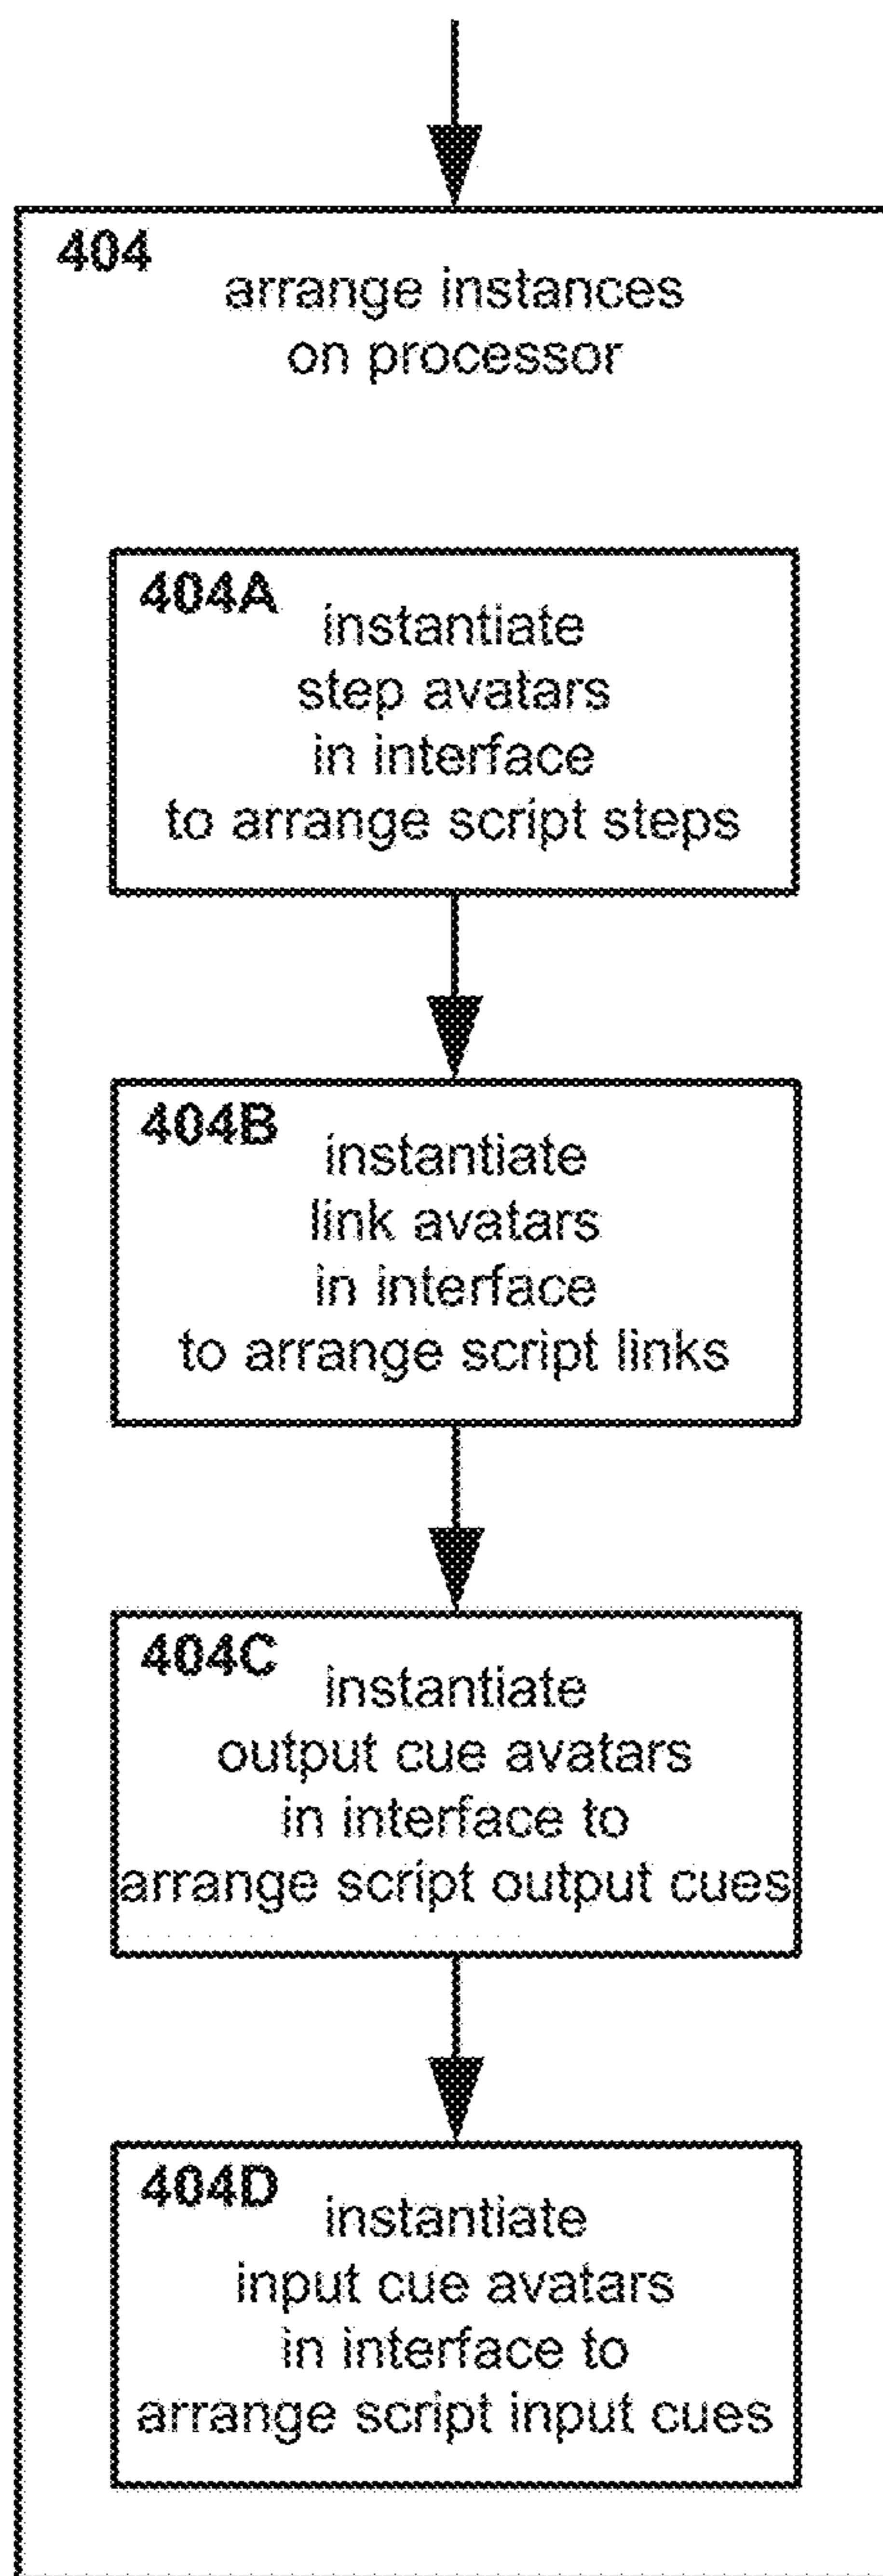 404
arrange instances
on processor
404A
instantiate
step avatars
in interface
to arrange script steps
404B
instantiate
link avatars
in interface
to arrange script links
404C
instantiate
output cue avatars
in interface to
arrange script output cues
404D
instantiate
input cue avatars
in interface to
arrange script input cues